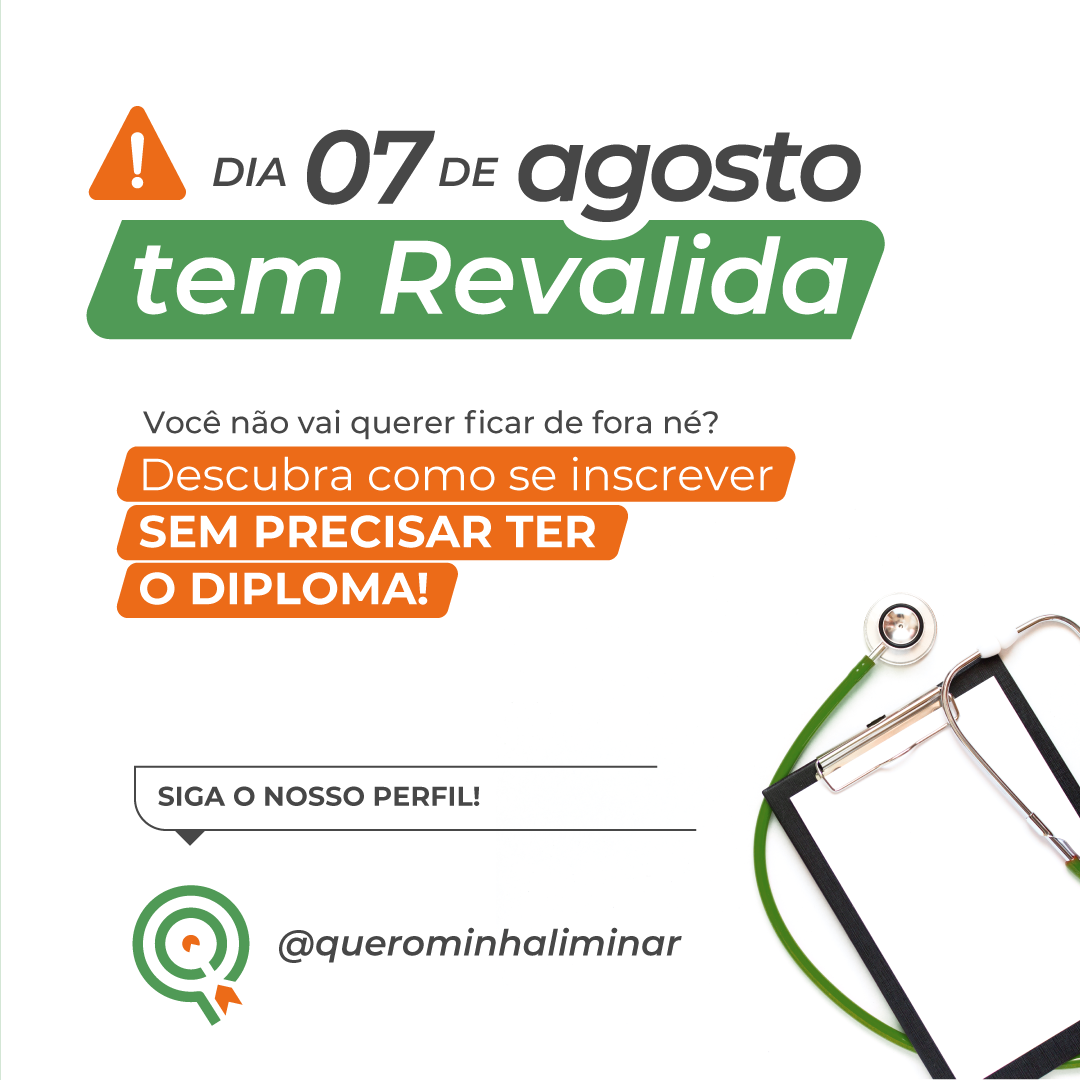 DIA 07 DE agosto
tem Revalida
Você não vai querer ficar de fora né?
Descubra como se inscrever
SEM PRECISAR TER
O DIPLOMA!
SIGA O NOSSO PERFIL!
@querominhaliminar